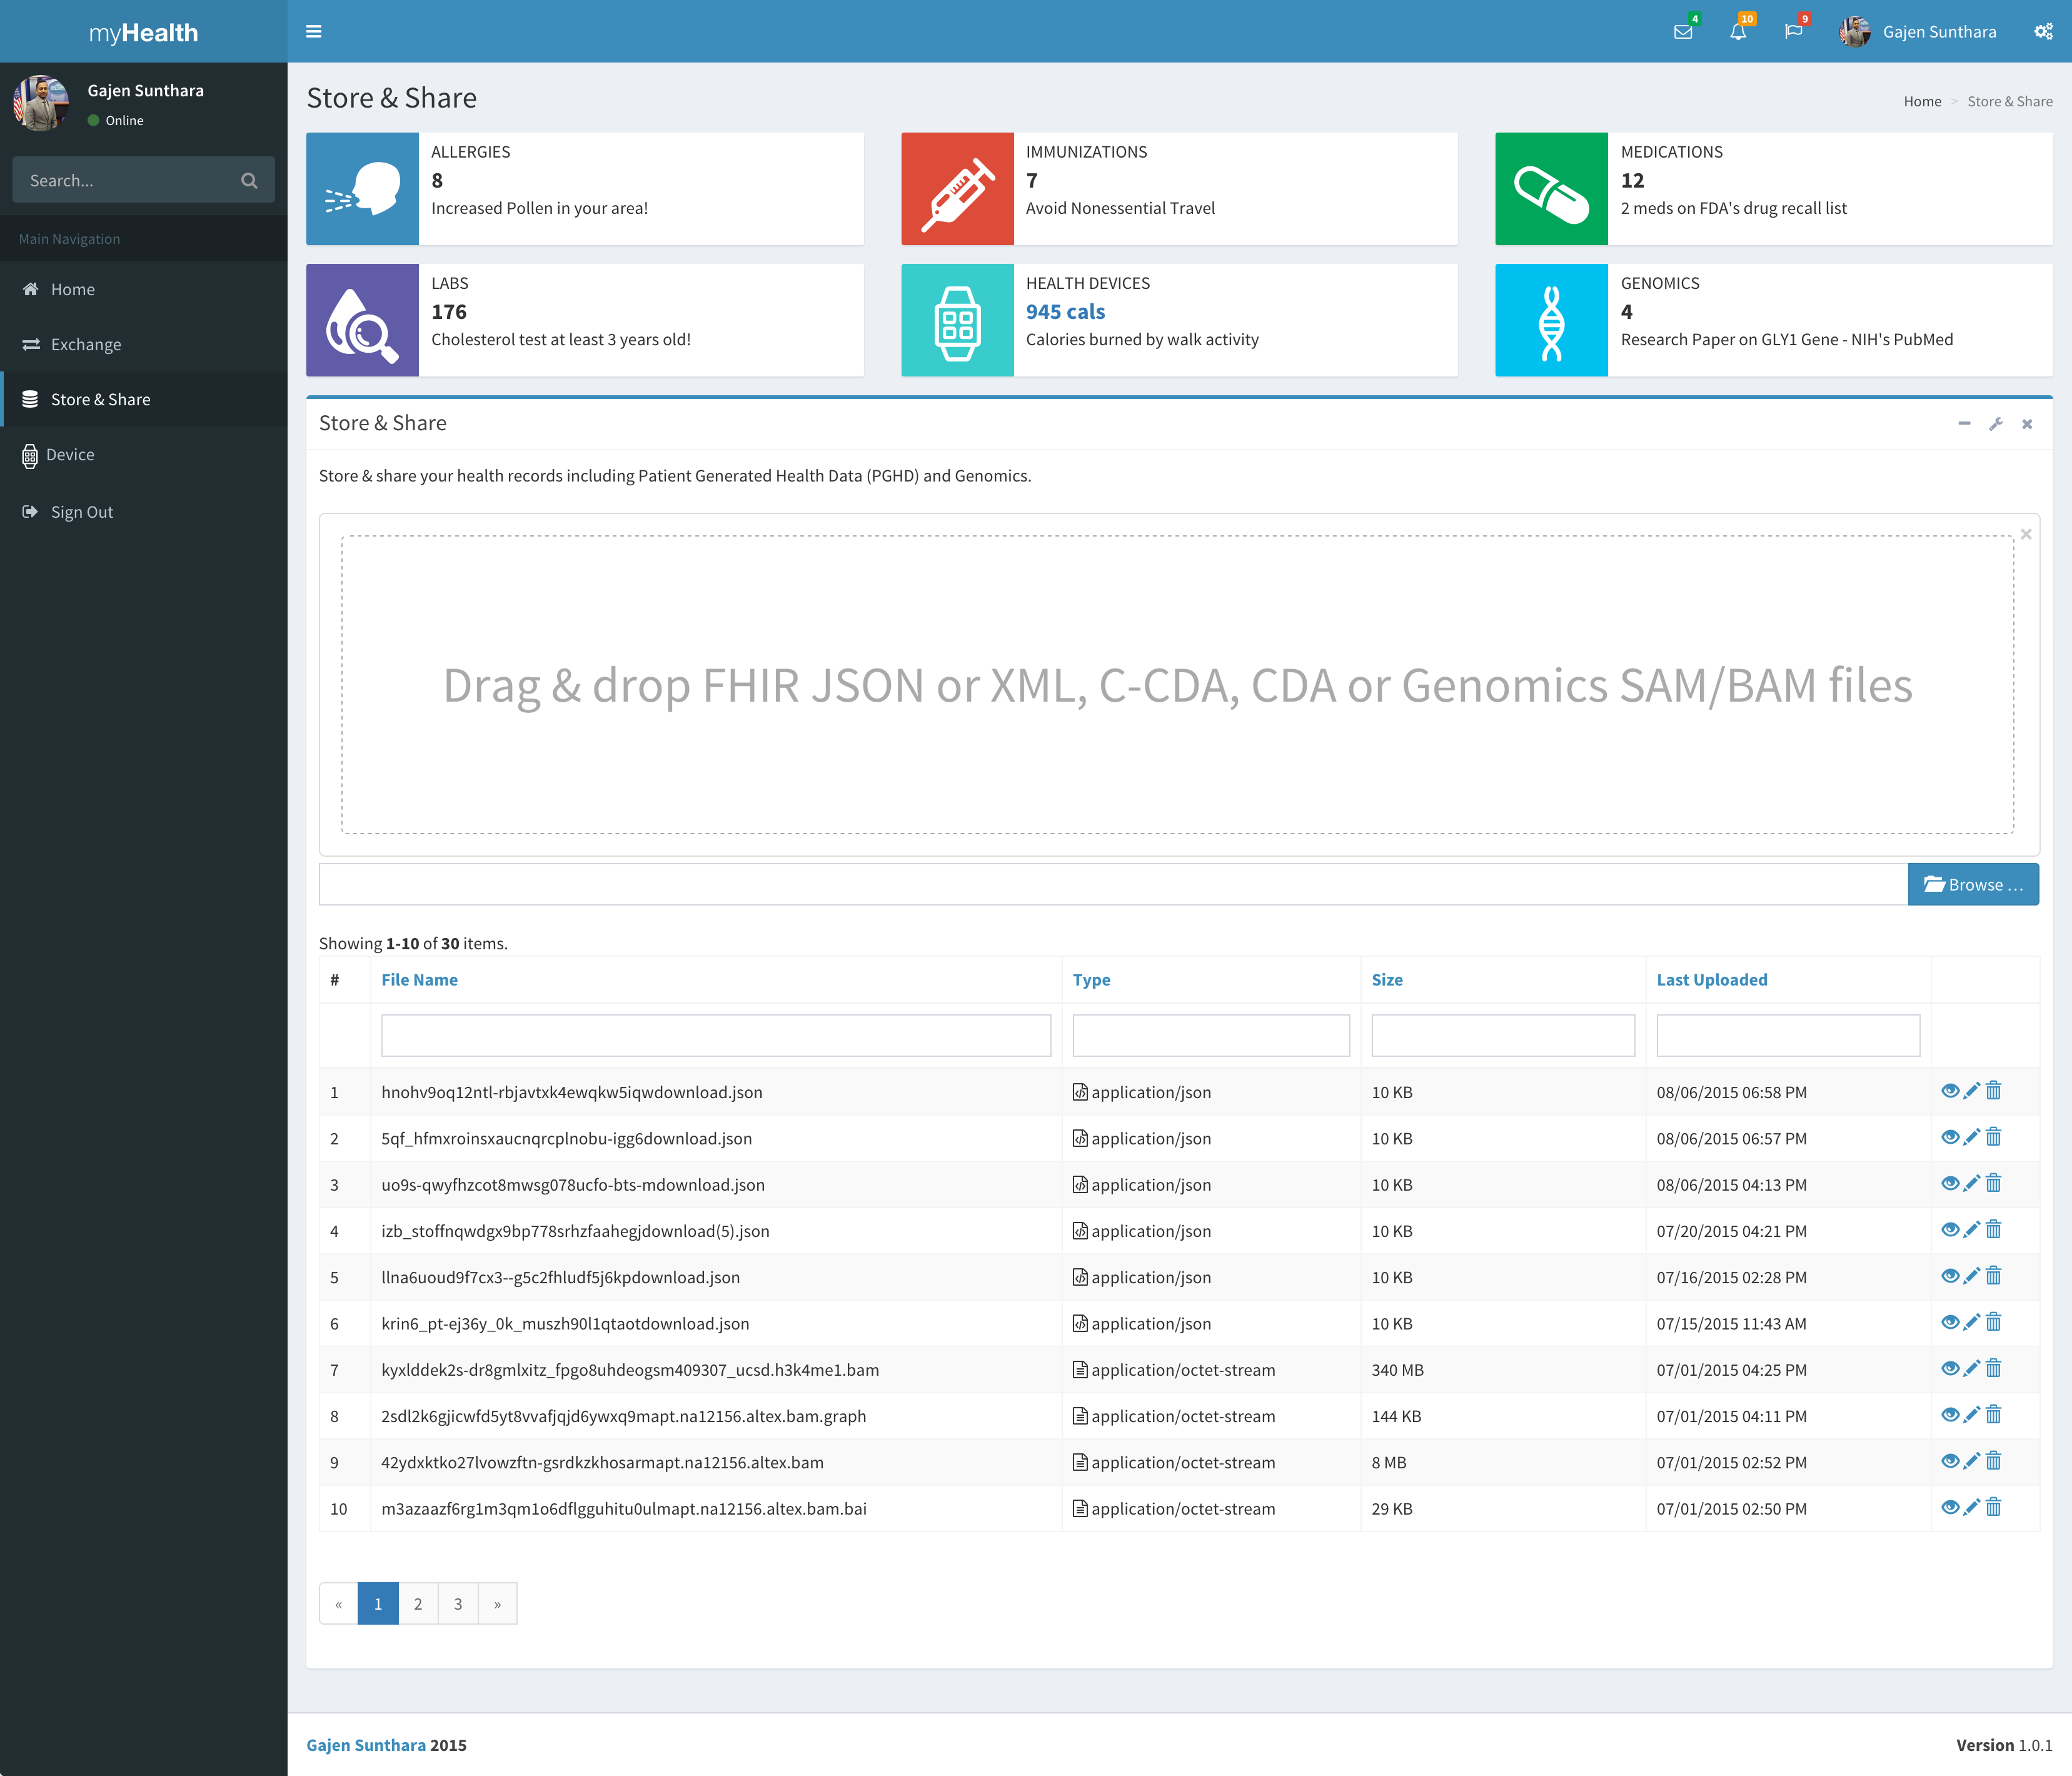 myHealth
4
10
9
Gajen Sunthara
Gajen Sunthara
Online
Search...
Main Navigation
Home
Exchange
Store & Share
Device
Sign Out
Store & Share
Home > Store & Share
ALLERGIES
8
Increased Pollen in your area!
IMMUNIZATIONS
7
Avoid Nonessential Travel
MEDICATIONS
12
2 meds on FDA's drug recall list
LABS
176
Cholesterol test at least 3 years old!
HEALTH DEVICES
945 cals
Calories burned by walk activity
GENOMICS
4
Research Paper on GLY1 Gene - NIH's PubMed
Store & Share
Store & share your health records including Patient Generated Health Data (PGHD) and Genomics.
Drag & drop FHIR JSON or XML, C-CDA, CDA or Genomics SAM/BAM files
Browse ...
Showing 1-10 of 30 items.
# File Name Type Size Last Uploaded
1 hnohv9oq12ntl-rbjavtxk4ewqkw5iqwdownload.json application/json 10 KB 08/06/2015 06:58 PM
2 5qf_hfmxroinsxaucnqrcplnobu-igg6download.json application/json 10 KB 08/06/2015 06:57 PM
3 uo9s-qwyfhzcot8mwsg078ucfo-bts-mdownload.json application/json 10 KB 08/06/2015 04:13 PM
4 izb_stoffnqwdgx9bp778srhzfaahegjdownload(5).json application/json 10 KB 07/20/2015 04:21 PM
5 llna6uoud9f7cx3--g5c2fhludf5j6kpdownload.json application/json 10 KB 07/16/2015 02:28 PM
6 krin6_pt-ej36y_0k_muszh90l1qtaotdownload.json application/json 10 KB 07/15/2015 11:43 AM
7 kyxlddek2s-dr8gmlxitz_fpgo8uhdeogsm409307_ucsd.h3k4me1.bam application/octet-stream 340 MB 07/01/2015 04:25 PM
8 2sdl2k6gjicwfd5yt8vvafjqjd6ywxq9mapt.na12156.altex.bam.graph application/octet-stream 144 KB 07/01/2015 04:11 PM
9 42ydxktko27lvowzftn-gsrdkzkhosarmapt.na12156.altex.bam application/octet-stream 8 MB 07/01/2015 02:52 PM
10 m3azaazf6rg1m3qm1o6dflgguhitu0ulmapt.na12156.altex.bam.bai application/octet-stream 29 KB 07/01/2015 02:50 PM
« 1 2 3 »
Gajen Sunthara 2015
Version 1.0.1